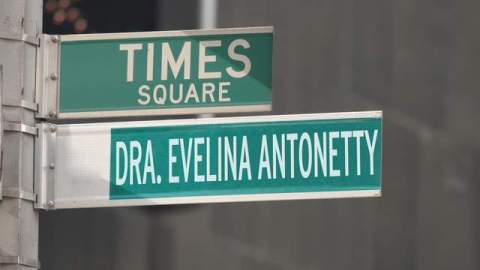 TIMES
SQUARE
DRA. EVELINA ANTONETTY